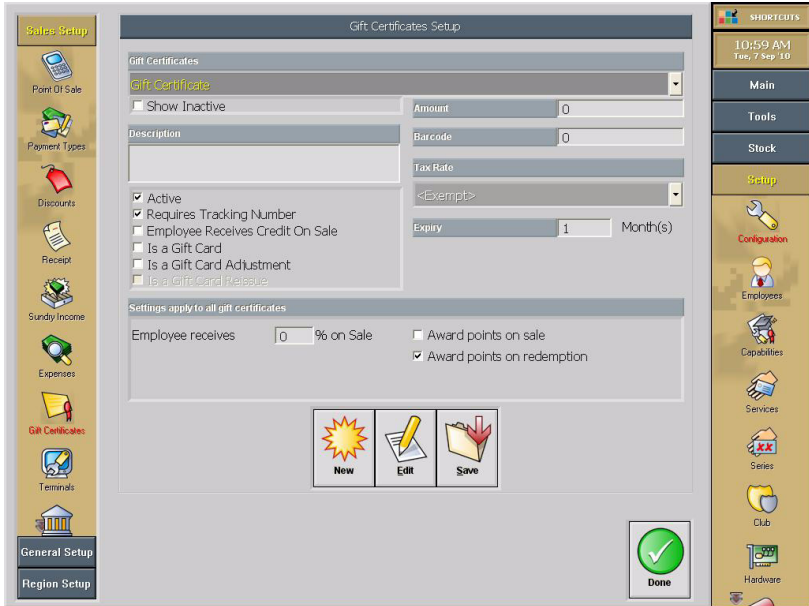 Sales Setup
Point Of Sale
Payment Types
Discounts
Receipt
Sundry Income
Expenses
Gift Certificates
Terminals
General Setup
Region Setup
Gift Certificates Setup
Gift Certificates
Gift Certificate
Show Inactive
Description
Active
Requires Tracking Number
Employee Receives Credit On Sale
Is a Gift Card
Is a Gift Card Adjustment
Is a Gift Card Reissue
Amount 0
Barcode 0
Tax Rate
<Exempt>
Expiry 1 Month(s)
Settings apply to all gift certificates
Employee receives 0 % on Sale
Award points on sale
Award points on redemption
New
Edit
Save
Done
SHORTCUTS
10:59 AM
Tue, 7 Sep '10
Main
Tools
Stock
Setup
Configuration
Employees
Capabilities
Services
XX
Series
Club
Hardware